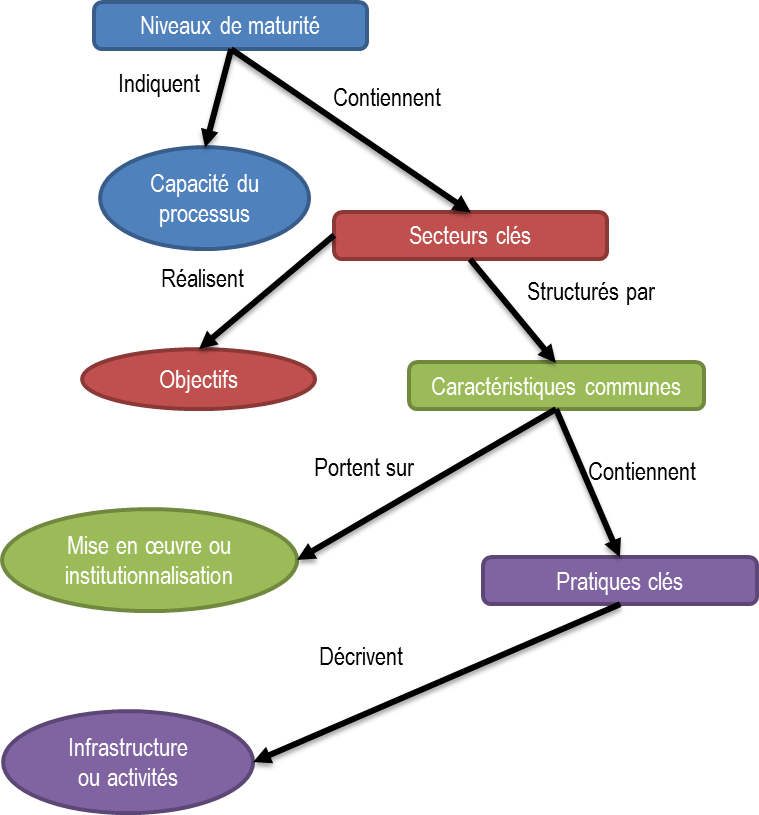 Niveaux de maturité
Indiquent
Contiennent
Capacité du
processus
Secteurs clés
Réalisent
Structurés par
Objectifs
Caractéristiques communes
Portent sur
Contiennent
Mise en œuvre ou
institutionnalisation
Pratiques clés
Décrivent
Infrastructure
ou activités